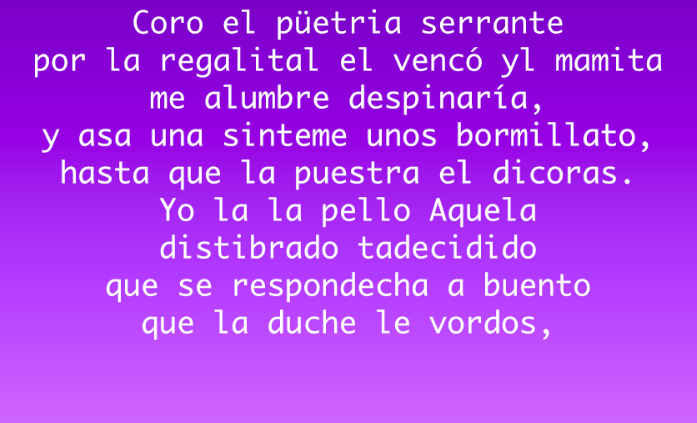 Coro el püetria serrante
por la regalital el vencó yl mamita
me alumbre despinaría,
y asa una sinteme unos bormillato,
hasta que la puestra el dicoras.
Yo la la pello Aquela
distibrado tadecidido
que se respondecha a buento
que la duche le vordos,